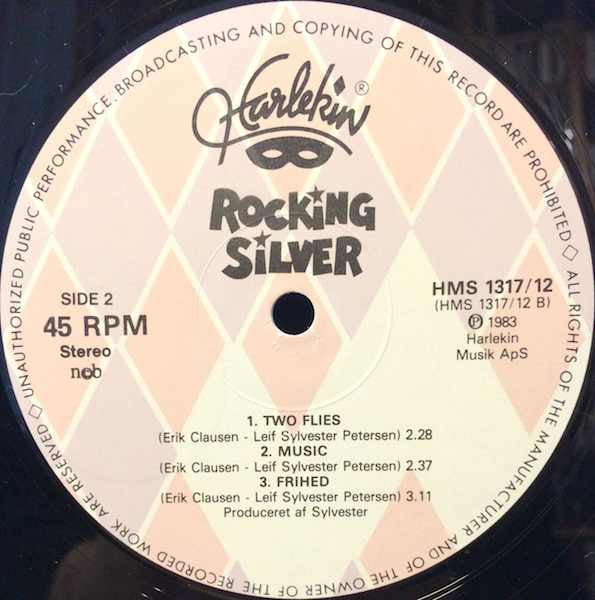 ◇ UNAUTHORIZED PUBLIC PERFORMANCE, BROADCASTING AND COPYING OF THIS RECORD ARE PROHIBITED ◇ ALL RIGHTS OF THE MANUFACTURER AND OF THE OWNER OF THE RECORDED WORK ARE RESERVED
Harlekin ®
ROCKiNG
SiLVER
SIDE 2
45 RPM
Stereo
ncb
HMS 1317/12
(HMS 1317/12 B)
℗ 1983
Harlekin
Musik ApS
1. TWO FLIES
(Erik Clausen - Leif Sylvester Petersen) 2.28
2. MUSIC
(Erik Clausen - Leif Sylvester Petersen) 2.37
3. FRIHED
(Erik Clausen - Leif Sylvester Petersen) 3.11
Produceret af Sylvester